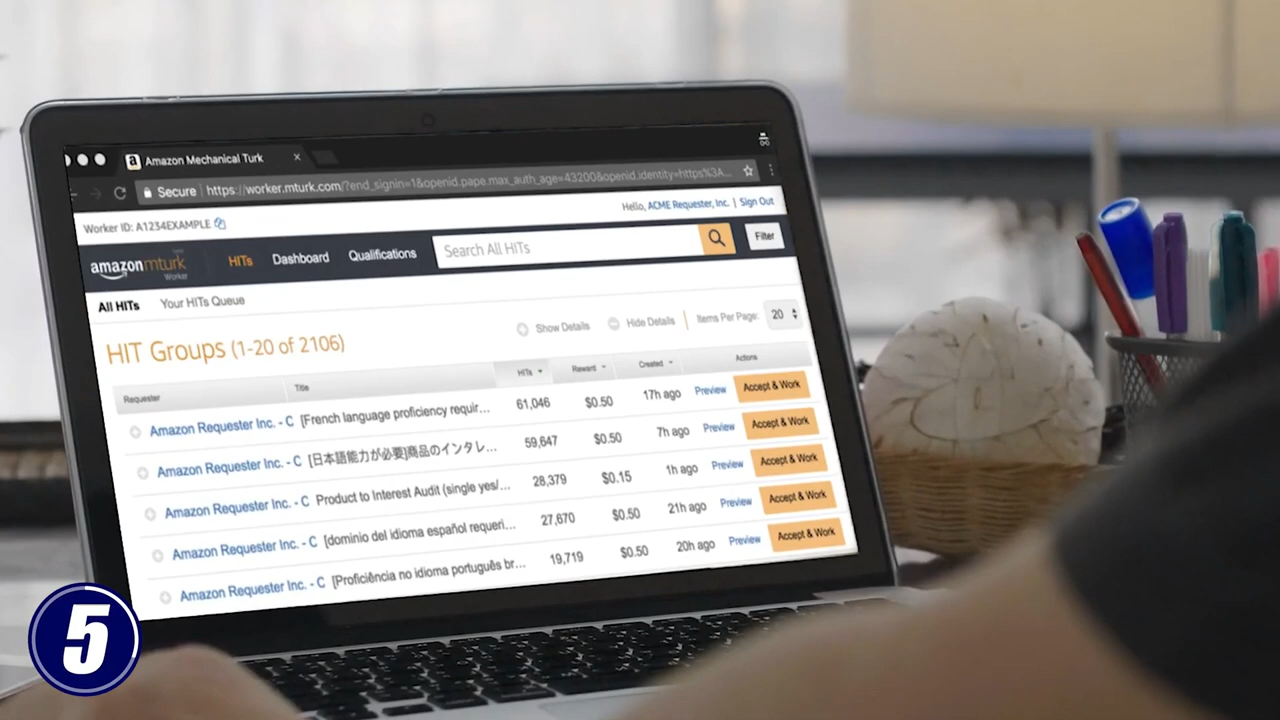 Amazon Mechanical Turk
Secure https://worker.mturk.com/?end_signin=1&openid.pape.max_auth_age=43200&openid.identity=https%3A...
Worker ID: A1234EXAMPLE
Hello, ACME Requester, Inc. | Sign Out
amazon mturk
Worker
HITs Dashboard Qualifications Search All HITs Filter
All HITs Your HITs Queue
Show Details Hide Details Items Per Page: 20
HIT Groups (1-20 of 2106)
Requester Title HITs Reward Created Actions
Amazon Requester Inc. - C [French language proficiency requir... 61,046 $0.50 17h ago Preview Accept & Work
Amazon Requester Inc. - C [日本語能力が必要]商品のインタレ... 59,647 $0.50 7h ago Preview Accept & Work
Amazon Requester Inc. - C Product to Interest Audit (single yes/... 28,379 $0.15 1h ago Preview Accept & Work
Amazon Requester Inc. - C [dominio del idioma español requeri... 27,670 $0.50 21h ago Preview Accept & Work
Amazon Requester Inc. - C [Proficiência no idioma português br... 19,719 $0.50 20h ago Preview Accept & Work
5